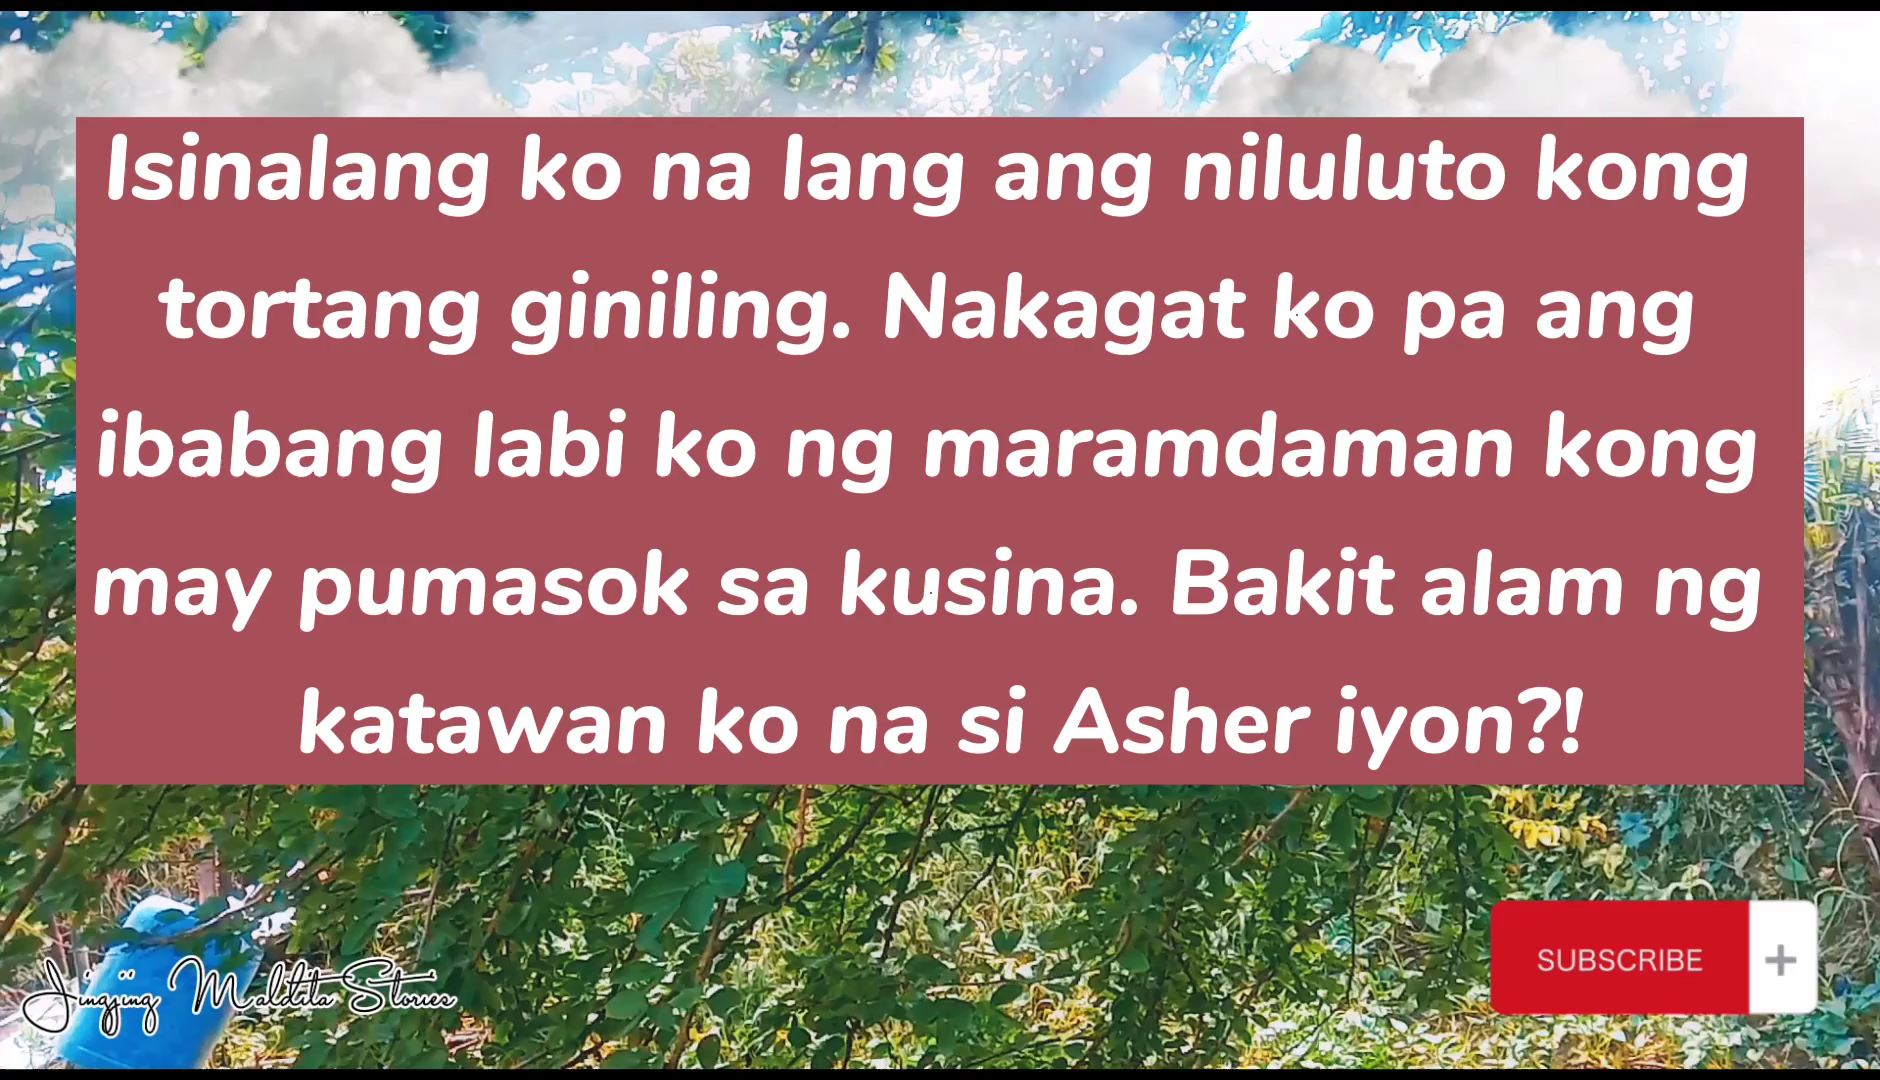 Isinalang ko na lang ang niluluto kong
tortang giniling. Nakagat ko pa ang
ibabang labi ko ng maramdaman kong
may pumasok sa kusina. Bakit alam ng
katawan ko na si Asher iyon?!
Jingjing Maldita Stories
SUBSCRIBE +